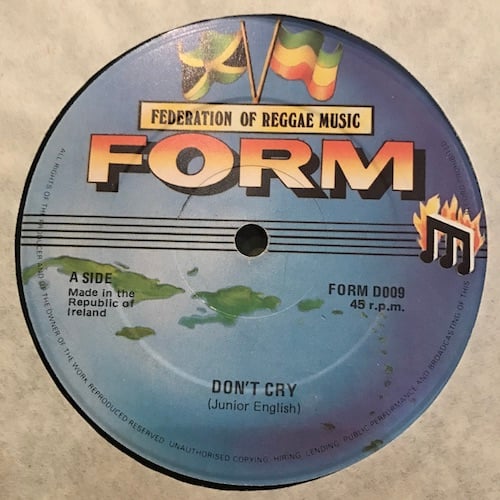 FEDERATION OF REGGAE MUSIC
FORM
A SIDE
Made in the
Republic of
Ireland
FORM D009
45 r.p.m.
DON'T CRY
(Junior English)
ALL RIGHTS OF THE PRODUCER AND OF THE OWNER OF THE WORK REPRODUCED RESERVED. UNAUTHORISED COPYING, HIRING, LENDING, PUBLIC PERFORMANCE AND BROADCASTING OF THIS PROHIBITED